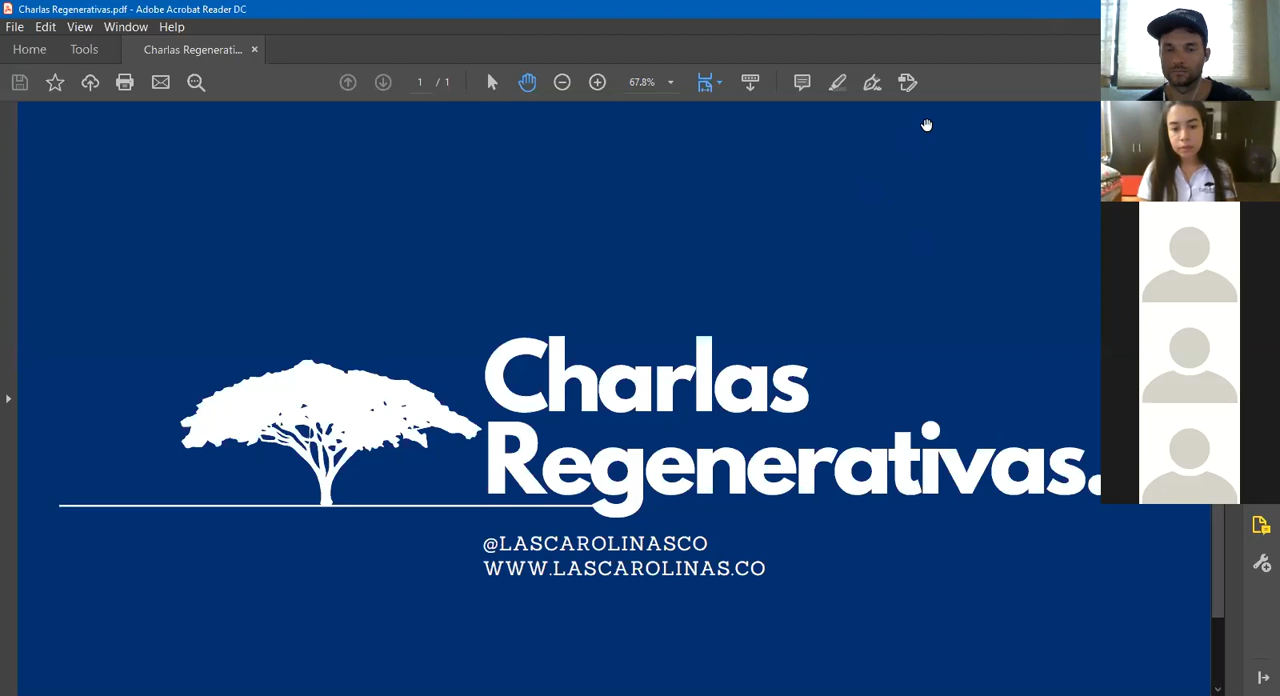 Charlas Regenerativas.pdf - Adobe Acrobat Reader DC
File Edit View Window Help
Home Tools Charlas Regenerati... ×
1 / 1 67.8%
Charlas
Regenerativas.
@LASCAROLINASCO
WWW.LASCAROLINAS.CO